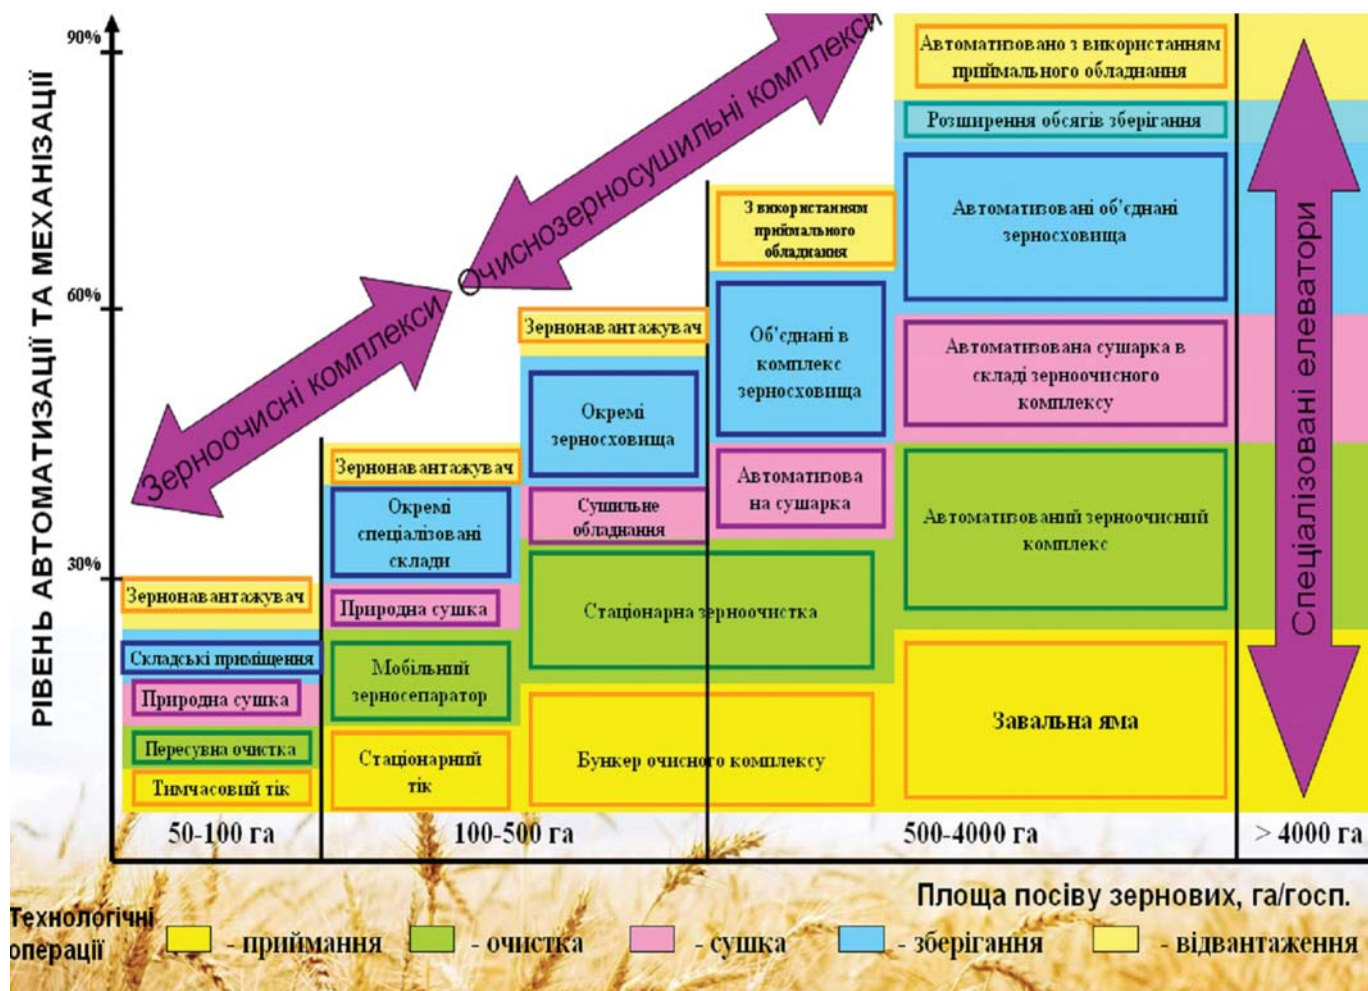 РІВЕНЬ АВТОМАТИЗАЦІЇ ТА МЕХАНІЗАЦІЇ
90%
60%
30%
Зерноочисні комплекси
Очиснозерносушильні комплекси
Спеціалізовані елеватори
Зернонавантажувач
Складські приміщення
Природна сушка
Пересувна очистка
Тимчасовий тік
Зернонавантажувач
Окремі
спеціалізовані
склади
Природна сушка
Мобільний
зерносепаратор
Стаціонарний
тік
Зернонавантажувач
Окремі
зерносховища
Сушильне
обладнання
Стаціонарна зерноочистка
Бункер очисного комплексу
З використанням
приймального
обладнання
Об'єднані в
комплекс
зерносховища
Автоматизова
на сушарка
Автоматизовано з використанням
приймального обладнання
Розширення обсягів зберігання
Автоматизовані об'єднані
зерносховища
Автоматизована сушарка в
складі зерноочисного
комплексу
Автоматизований зерноочисний
комплекс
Завальна яма
50-100 га
100-500 га
500-4000 га
> 4000 га
Площа посіву зернових, га/госп.
Технологічні
операції
- приймання
- очистка
- сушка
- зберігання
- відвантаження